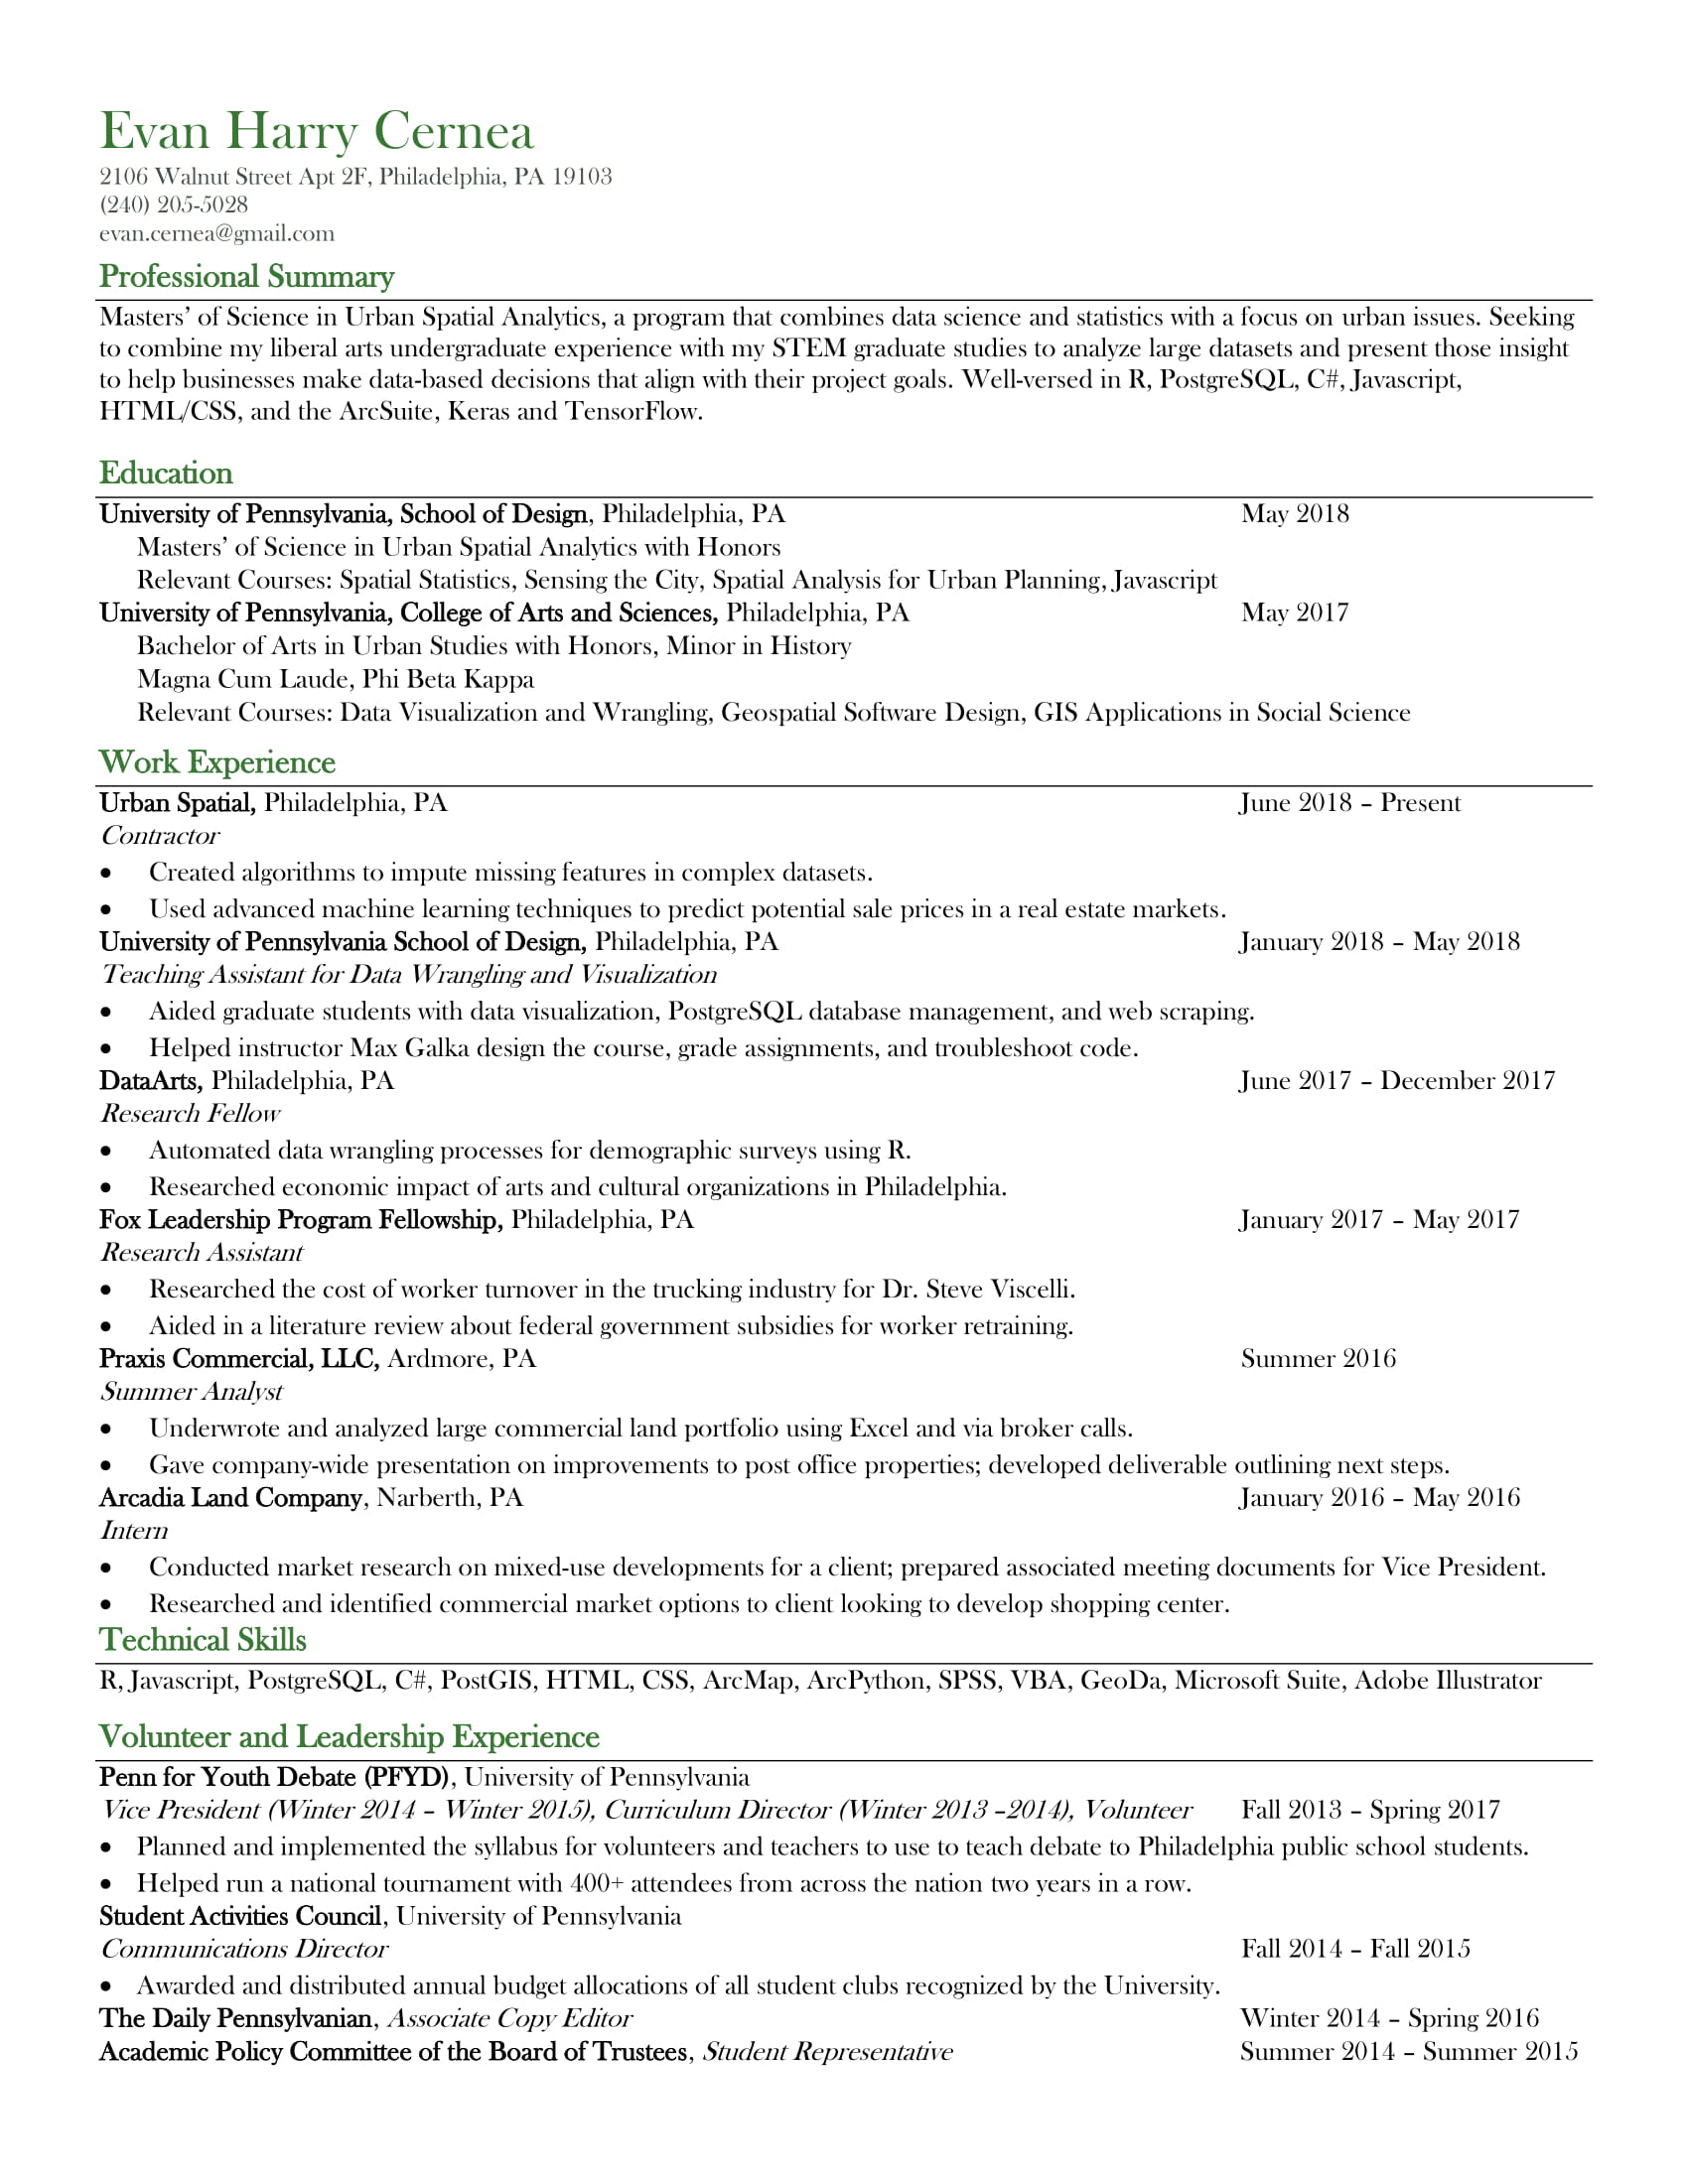 Evan Harry Cernea
2106 Walnut Street Apt 2F, Philadelphia, PA 19103
(240) 205-5028
evan.cernea@gmail.com
Professional Summary
Masters’ of Science in Urban Spatial Analytics, a program that combines data science and statistics with a focus on urban issues. Seeking
to combine my liberal arts undergraduate experience with my STEM graduate studies to analyze large datasets and present those insight
to help businesses make data-based decisions that align with their project goals. Well-versed in R, PostgreSQL, C#, Javascript,
HTML/CSS, and the ArcSuite, Keras and TensorFlow.
Education
University of Pennsylvania, School of Design, Philadelphia, PA May 2018
Masters’ of Science in Urban Spatial Analytics with Honors
Relevant Courses: Spatial Statistics, Sensing the City, Spatial Analysis for Urban Planning, Javascript
University of Pennsylvania, College of Arts and Sciences, Philadelphia, PA May 2017
Bachelor of Arts in Urban Studies with Honors, Minor in History
Magna Cum Laude, Phi Beta Kappa
Relevant Courses: Data Visualization and Wrangling, Geospatial Software Design, GIS Applications in Social Science
Work Experience
Urban Spatial, Philadelphia, PA June 2018 – Present
Contractor
• Created algorithms to impute missing features in complex datasets.
• Used advanced machine learning techniques to predict potential sale prices in a real estate markets.
University of Pennsylvania School of Design, Philadelphia, PA January 2018 – May 2018
Teaching Assistant for Data Wrangling and Visualization
• Aided graduate students with data visualization, PostgreSQL database management, and web scraping.
• Helped instructor Max Galka design the course, grade assignments, and troubleshoot code.
DataArts, Philadelphia, PA June 2017 – December 2017
Research Fellow
• Automated data wrangling processes for demographic surveys using R.
• Researched economic impact of arts and cultural organizations in Philadelphia.
Fox Leadership Program Fellowship, Philadelphia, PA January 2017 – May 2017
Research Assistant
• Researched the cost of worker turnover in the trucking industry for Dr. Steve Viscelli.
• Aided in a literature review about federal government subsidies for worker retraining.
Praxis Commercial, LLC, Ardmore, PA Summer 2016
Summer Analyst
• Underwrote and analyzed large commercial land portfolio using Excel and via broker calls.
• Gave company-wide presentation on improvements to post office properties; developed deliverable outlining next steps.
Arcadia Land Company, Narberth, PA January 2016 – May 2016
Intern
• Conducted market research on mixed-use developments for a client; prepared associated meeting documents for Vice President.
• Researched and identified commercial market options to client looking to develop shopping center.
Technical Skills
R, Javascript, PostgreSQL, C#, PostGIS, HTML, CSS, ArcMap, ArcPython, SPSS, VBA, GeoDa, Microsoft Suite, Adobe Illustrator
Volunteer and Leadership Experience
Penn for Youth Debate (PFYD), University of Pennsylvania
Vice President (Winter 2014 – Winter 2015), Curriculum Director (Winter 2013 –2014), Volunteer Fall 2013 – Spring 2017
• Planned and implemented the syllabus for volunteers and teachers to use to teach debate to Philadelphia public school students.
• Helped run a national tournament with 400+ attendees from across the nation two years in a row.
Student Activities Council, University of Pennsylvania
Communications Director Fall 2014 – Fall 2015
• Awarded and distributed annual budget allocations of all student clubs recognized by the University.
The Daily Pennsylvanian, Associate Copy Editor Winter 2014 – Spring 2016
Academic Policy Committee of the Board of Trustees, Student Representative Summer 2014 – Summer 2015